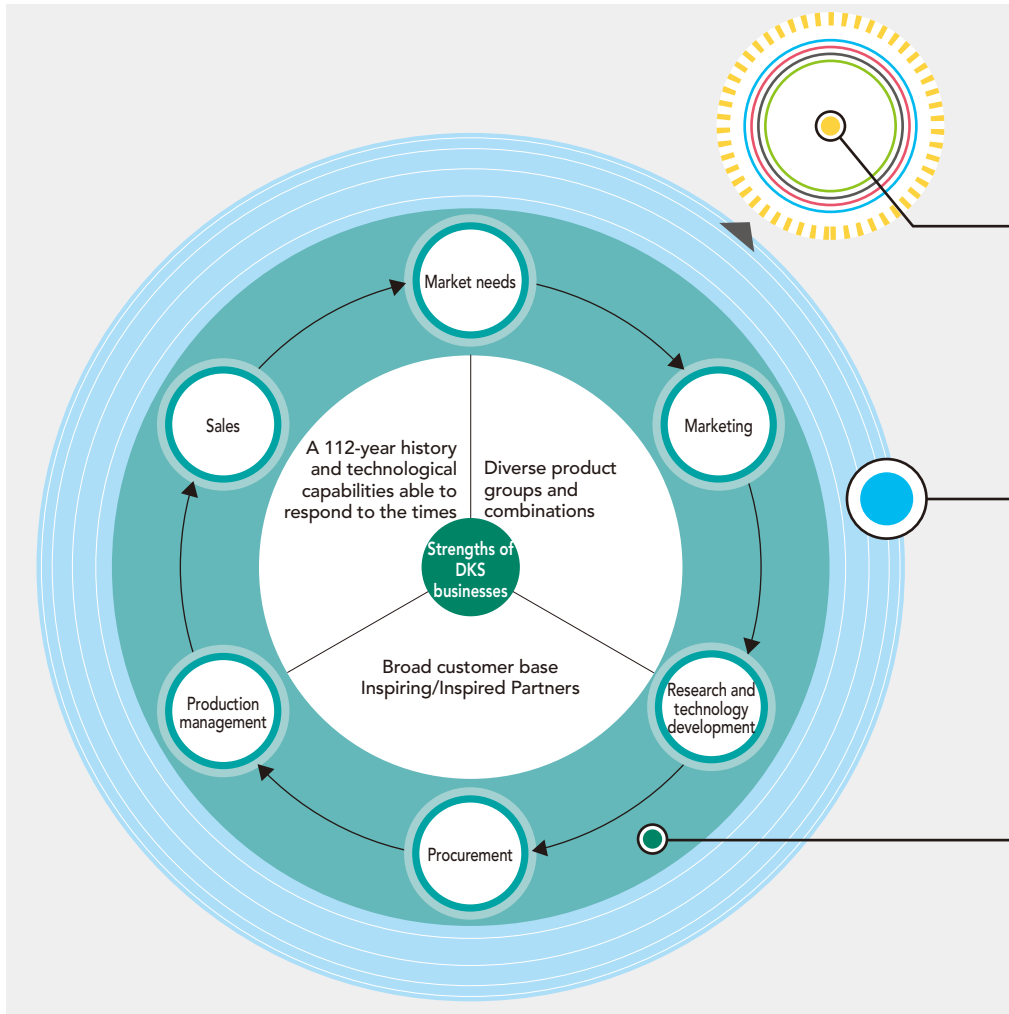 Market needs
Sales
Marketing
A 112-year history
and technological
capabilities able to
respond to the times
Diverse product
groups and
combinations
Strengths of
DKS
businesses
Broad customer base
Inspiring/Inspired Partners
Production
management
Research and
technology
development
Procurement